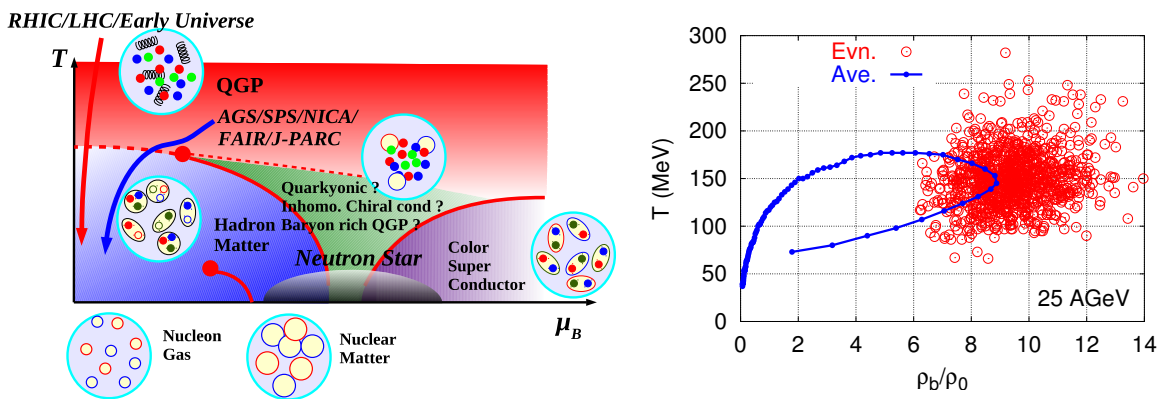 RHIC/LHC/Early Universe
T
QGP
AGS/SPS/NICA/
FAIR/J-PARC
Quarkyonic ?
Inhomo. Chiral cond ?
Baryon rich QGP ?
Hadron
Matter
Neutron Star
Color
Super
Conductor
μB
Nucleon
Gas
Nuclear
Matter
Evn.
Ave.
T (MeV)
300
250
200
150
100
50
0
25 AGeV
0 2 4 6 8 10 12 14
ρb/ρ0